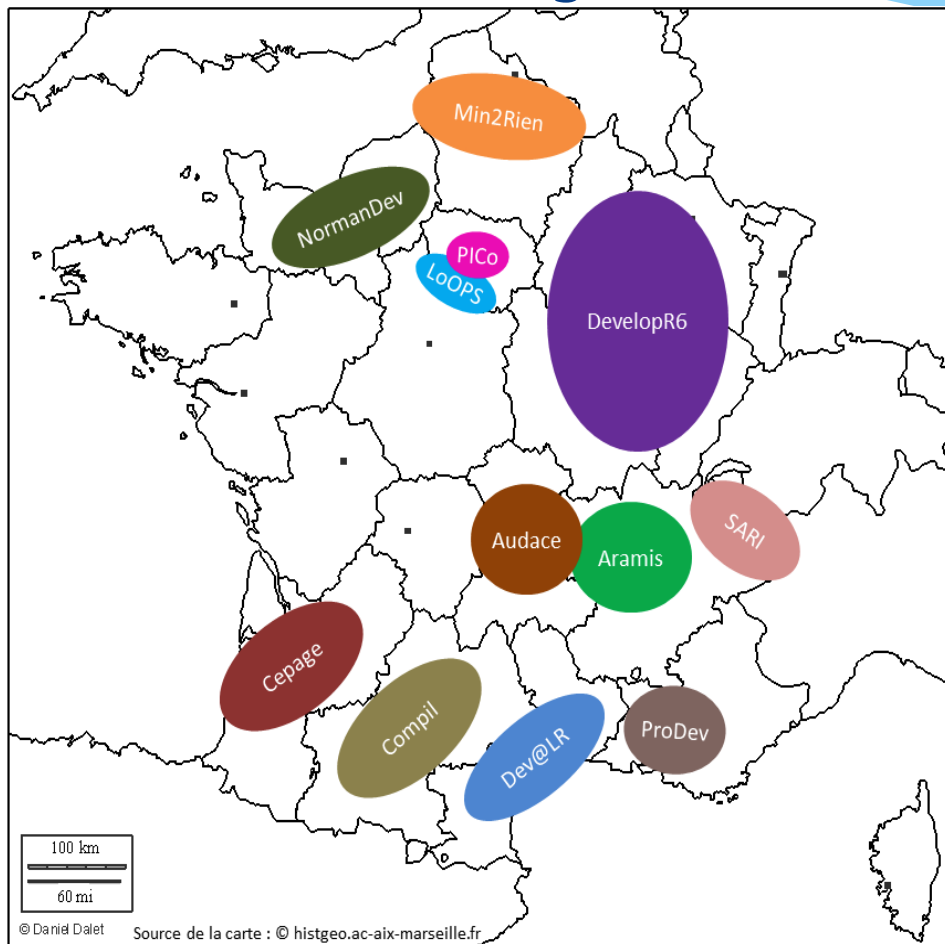 Min2Rien
NormanDev
PICo
LoOPS
DevelopR6
Audace
Aramis
SARI
Cepage
Compil
Dev@LR
ProDev
100 km
60 mi
© Daniel Dalet
Source de la carte : © histgeo.ac-aix-marseille.fr